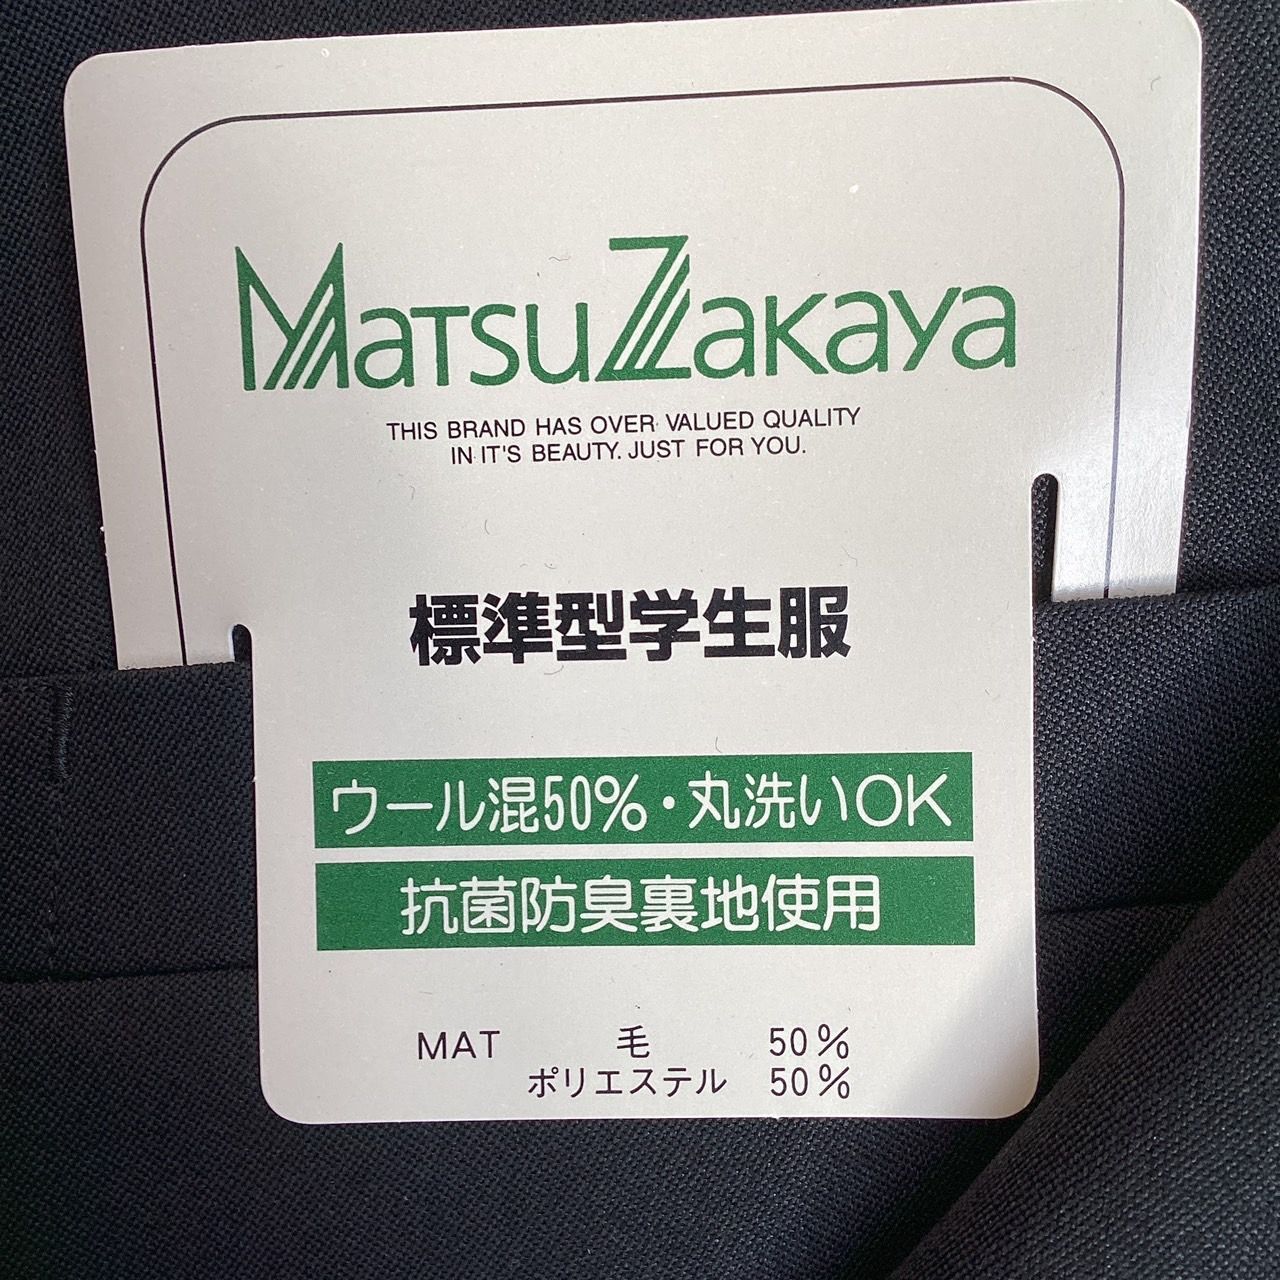 MatsuZakaya
THIS BRAND HAS OVER VALUED QUALITY
IN IT'S BEAUTY. JUST FOR YOU.
標準型学生服
ウール混50%・丸洗いOK
抗菌防臭裏地使用
MAT 毛 50%
ポリエステル 50%